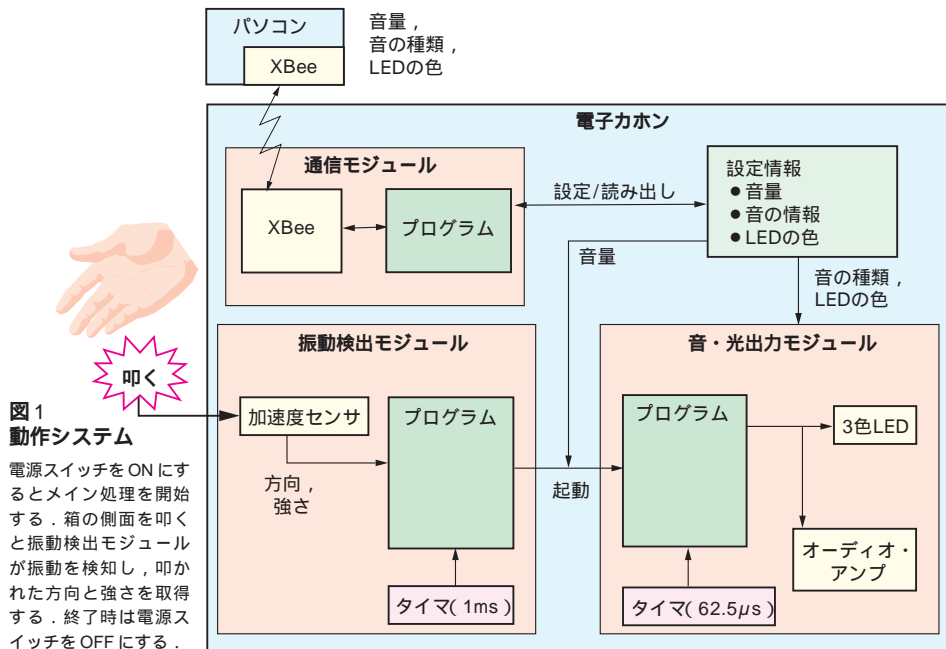 パソコン
XBee
音量，
音の種類，
LEDの色
電子カホン
通信モジュール
XBee
プログラム
設定/読み出し
設定情報
●音量
●音の情報
●LEDの色
音量
音の種類，
LEDの色
叩く
振動検出モジュール
加速度センサ
方向，
強さ
プログラム
タイマ（1ms）
起動
音・光出力モジュール
プログラム
3色LED
オーディオ・
アンプ
タイマ（62.5μs）
図1
動作システム
電源スイッチをONにす
るとメイン処理を開始
する．箱の側面を叩く
と振動検出モジュール
が振動を検知し，叩か
れた方向と強さを取得
する．終了時は電源ス
イッチをOFFにする．